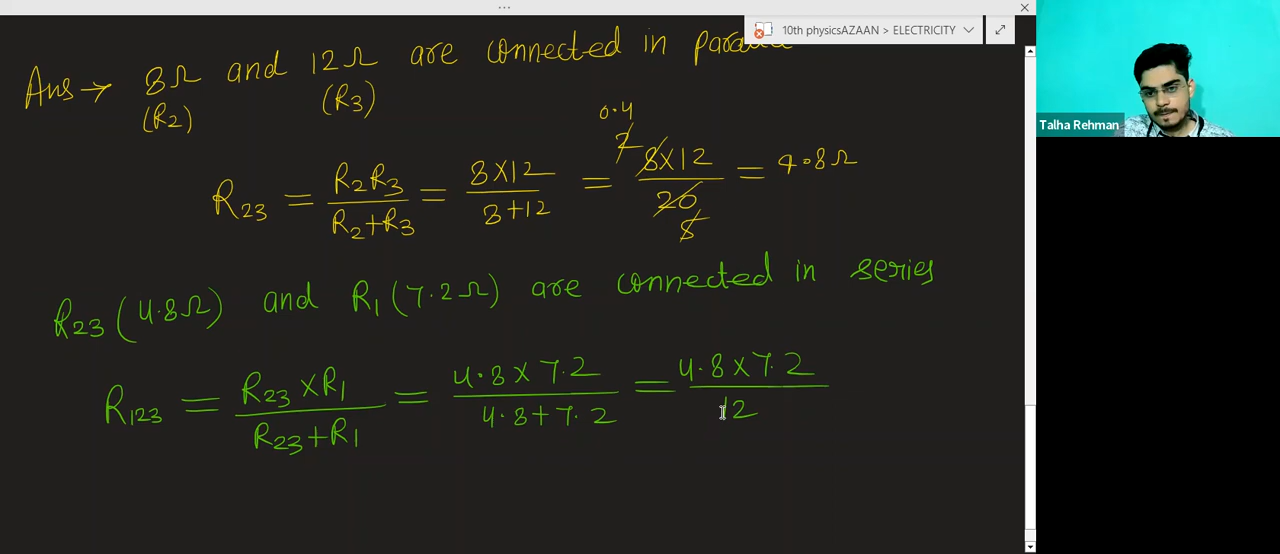 10th physicsAZAAN > ELECTRICITY
Ans → 8Ω and 12Ω are connected in
(R2) (R3)
0.4
R23 = R2R3/R2+R3 = 8×12/8+12 = 2 8×12/20 5 = 4.8Ω
R23 (4.8Ω) and R1 (7.2Ω) are connected in series
R123 = R23 ×R1/R23+R1 = 4.8×7.2/4.8+7.2 = 4.8×7.2/12
Talha Rehman